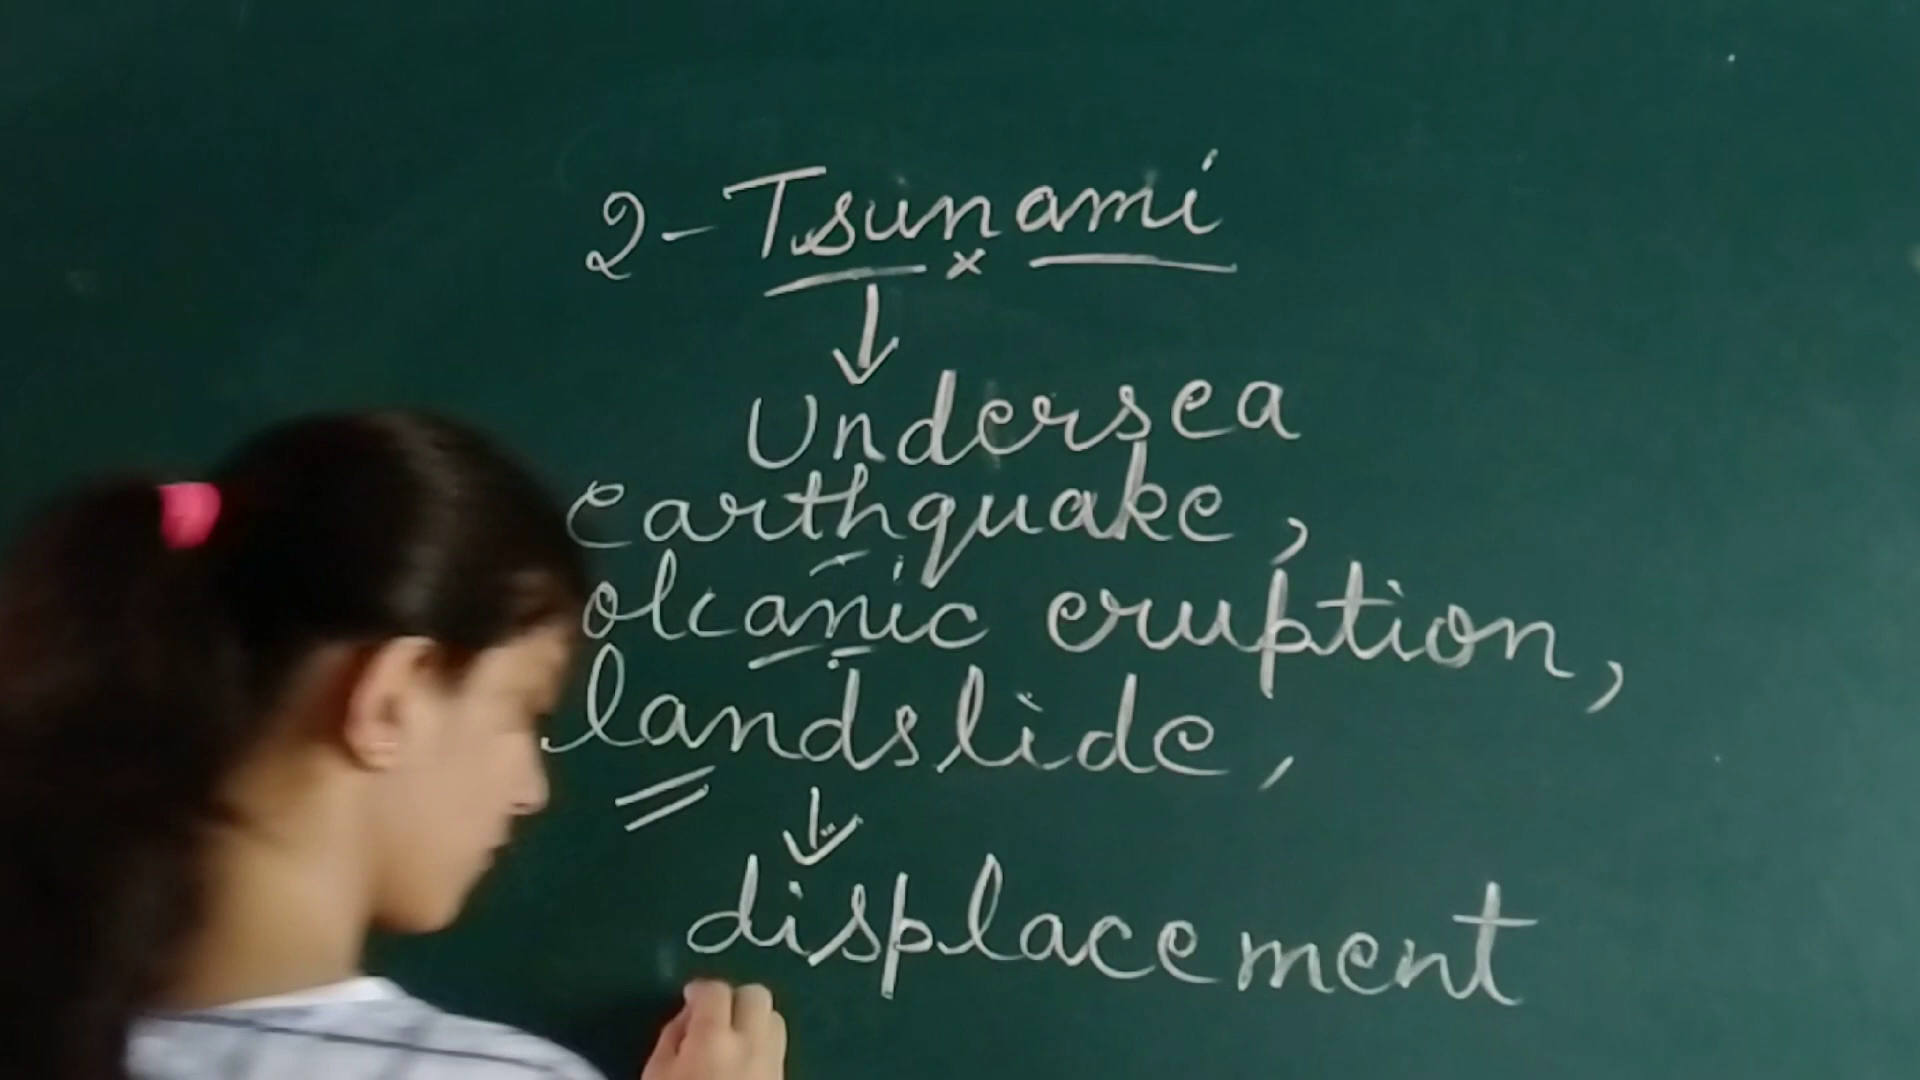 2- Tsunami
Undersea
earthquake,
olcanic eruption,
landslide,
displacement